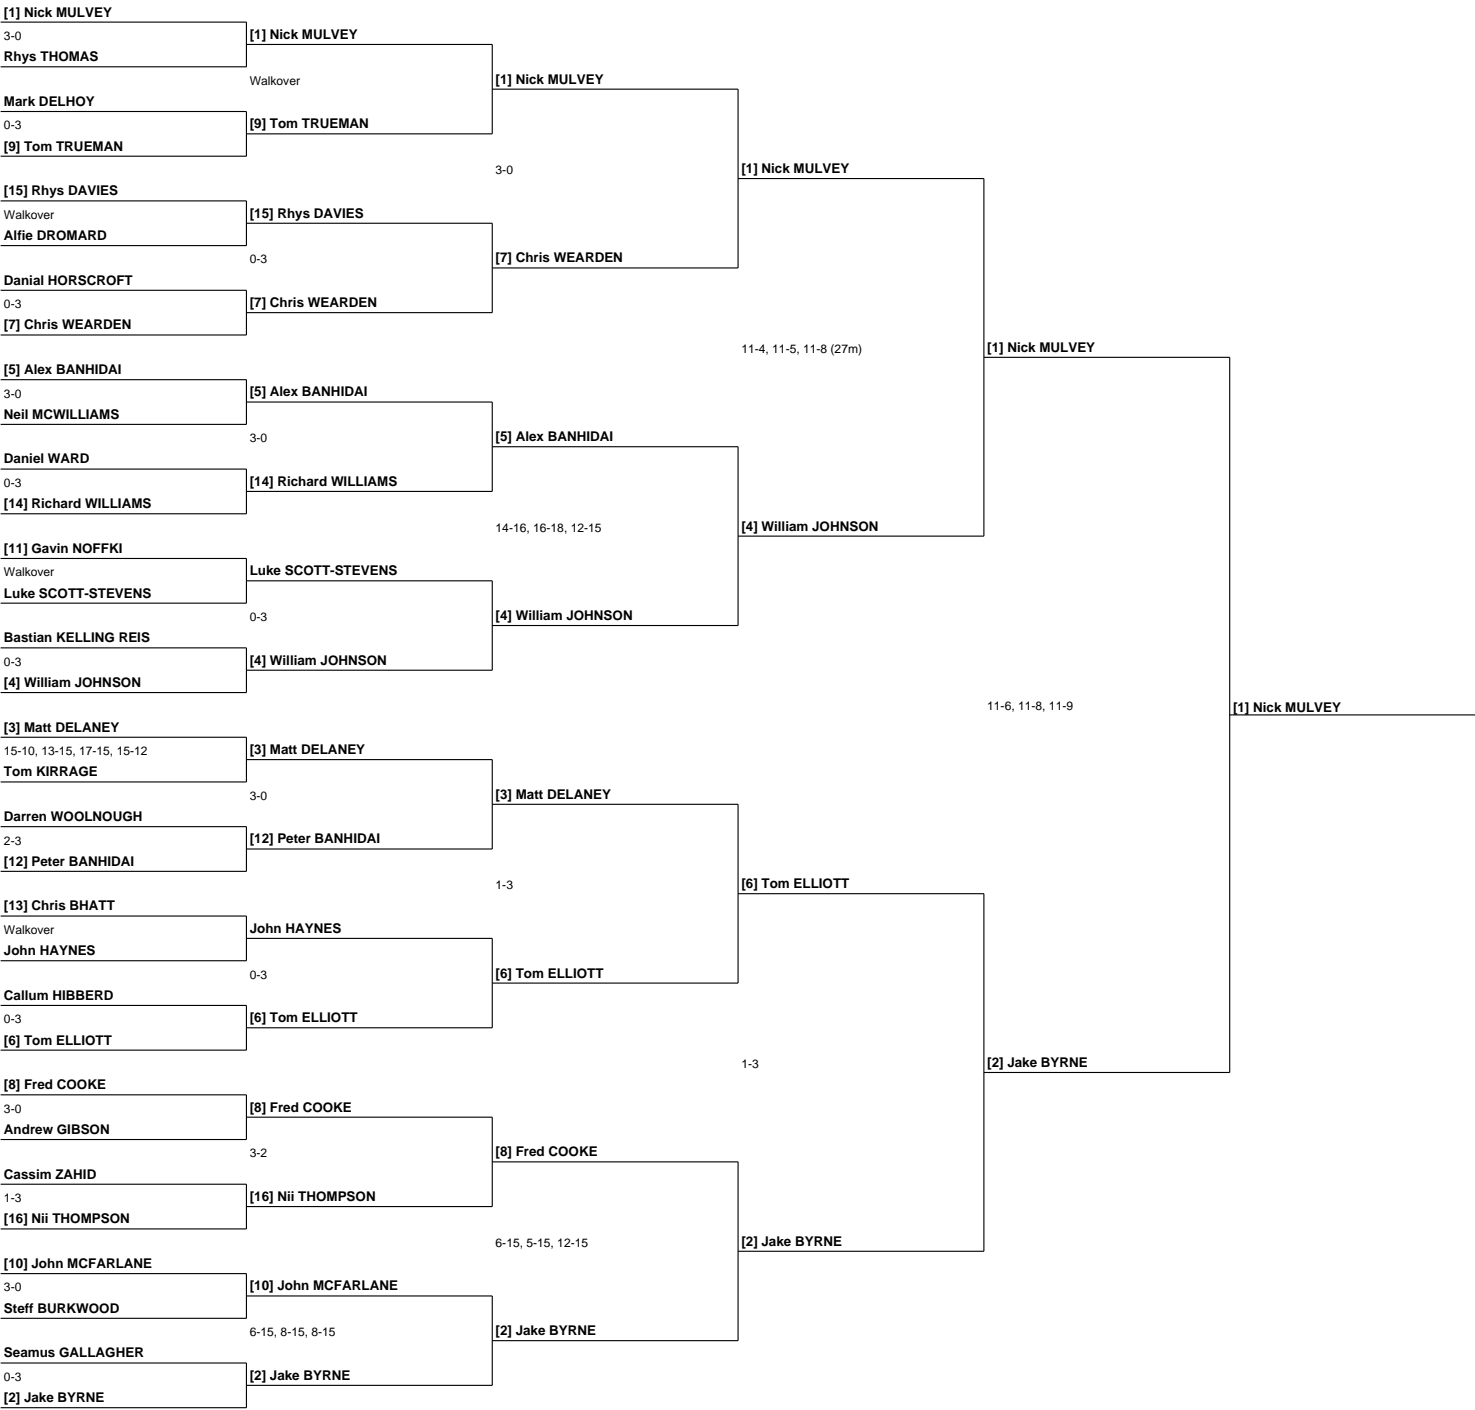 [1] Nick MULVEY
3-0
Rhys THOMAS
Mark DELHOY
0-3
[9] Tom TRUEMAN
[15] Rhys DAVIES
Walkover
Alfie DROMARD
Danial HORSCROFT
0-3
[7] Chris WEARDEN
[5] Alex BANHIDAI
3-0
Neil MCWILLIAMS
Daniel WARD
0-3
[14] Richard WILLIAMS
[11] Gavin NOFFKI
Walkover
Luke SCOTT-STEVENS
Bastian KELLING REIS
0-3
[4] William JOHNSON
[3] Matt DELANEY
15-10, 13-15, 17-15, 15-12
Tom KIRRAGE
Darren WOOLNOUGH
2-3
[12] Peter BANHIDAI
[13] Chris BHATT
Walkover
John HAYNES
Callum HIBBERD
0-3
[6] Tom ELLIOTT
[8] Fred COOKE
3-0
Andrew GIBSON
Cassim ZAHID
1-3
[16] Nii THOMPSON
[10] John MCFARLANE
3-0
Steff BURKWOOD
Seamus GALLAGHER
0-3
[2] Jake BYRNE
[1] Nick MULVEY
Walkover
[9] Tom TRUEMAN
[15] Rhys DAVIES
0-3
[7] Chris WEARDEN
[5] Alex BANHIDAI
3-0
[14] Richard WILLIAMS
Luke SCOTT-STEVENS
0-3
[4] William JOHNSON
[3] Matt DELANEY
3-0
[12] Peter BANHIDAI
John HAYNES
0-3
[6] Tom ELLIOTT
[8] Fred COOKE
3-2
[16] Nii THOMPSON
[10] John MCFARLANE
6-15, 8-15, 8-15
[2] Jake BYRNE
[1] Nick MULVEY
3-0
[7] Chris WEARDEN
[5] Alex BANHIDAI
14-16, 16-18, 12-15
[4] William JOHNSON
[3] Matt DELANEY
1-3
[6] Tom ELLIOTT
[8] Fred COOKE
6-15, 5-15, 12-15
[2] Jake BYRNE
[1] Nick MULVEY
11-4, 11-5, 11-8 (27m)
[4] William JOHNSON
[6] Tom ELLIOTT
1-3
[2] Jake BYRNE
[1] Nick MULVEY
11-6, 11-8, 11-9
[2] Jake BYRNE
[1] Nick MULVEY